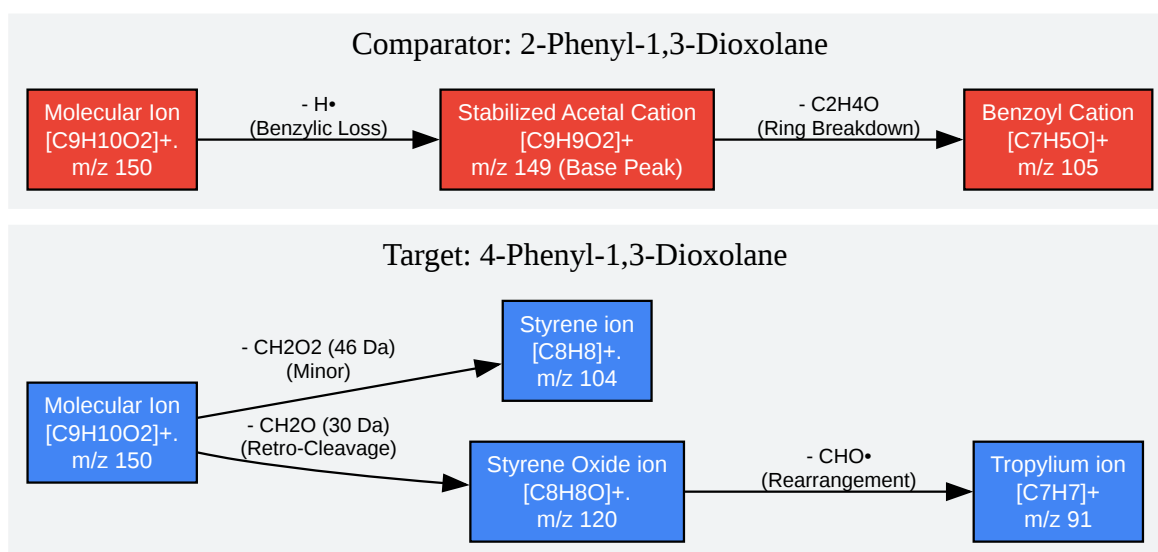 Comparator: 2-Phenyl-1,3-Dioxolane
Molecular Ion
[C9H10O2]+.
m/z 150
- H•
(Benzylic Loss)
Stabilized Acetal Cation
[C9H9O2]+
m/z 149 (Base Peak)
- C2H4O
(Ring Breakdown)
Benzoyl Cation
[C7H5O]+
m/z 105
Target: 4-Phenyl-1,3-Dioxolane
Molecular Ion
[C9H10O2]+.
m/z 150
- CH2O2 (46 Da)
(Minor)
Styrene ion
[C8H8]+.
m/z 104
- CH2O (30 Da)
(Retro-Cleavage)
Styrene Oxide ion
[C8H8O]+.
m/z 120
- CHO•
(Rearrangement)
Tropylium ion
[C7H7]+
m/z 91